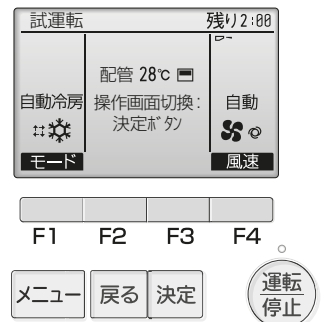 試運転 残り2:00
配管 28℃
自動冷房 操作画面切換: 自動
決定ボタン
モード 風速
F1 F2 F3 F4
メニュー 戻る 決定 運転
停止